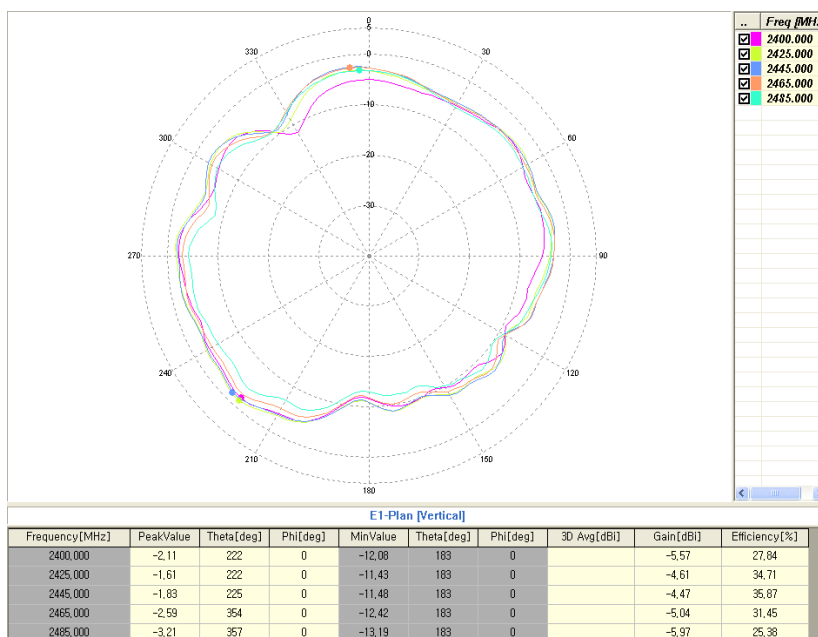 0
5
-0
-10
-20
-30
30
60
90
120
150
180
210
240
270
300
330
.. Freq [MHz
2400.000
2425.000
2445.000
2465.000
2485.000
E1-Plan [Vertical]
Frequency[MHz] PeakValue Theta[deg] Phi[deg] MinValue Theta[deg] Phi[deg] 3D Avg[dBi] Gain[dBi] Efficiency[%]
2400,000 -2,11 222 0 -12,08 183 0 -5,57 27,84
2425,000 -1,61 222 0 -11,43 183 0 -4,61 34,71
2445,000 -1,83 225 0 -11,48 183 0 -4,47 35,87
2465,000 -2,59 354 0 -12,42 183 0 -5,04 31,45
2485,000 -3,21 357 0 -13,19 183 0 -5,97 25,38